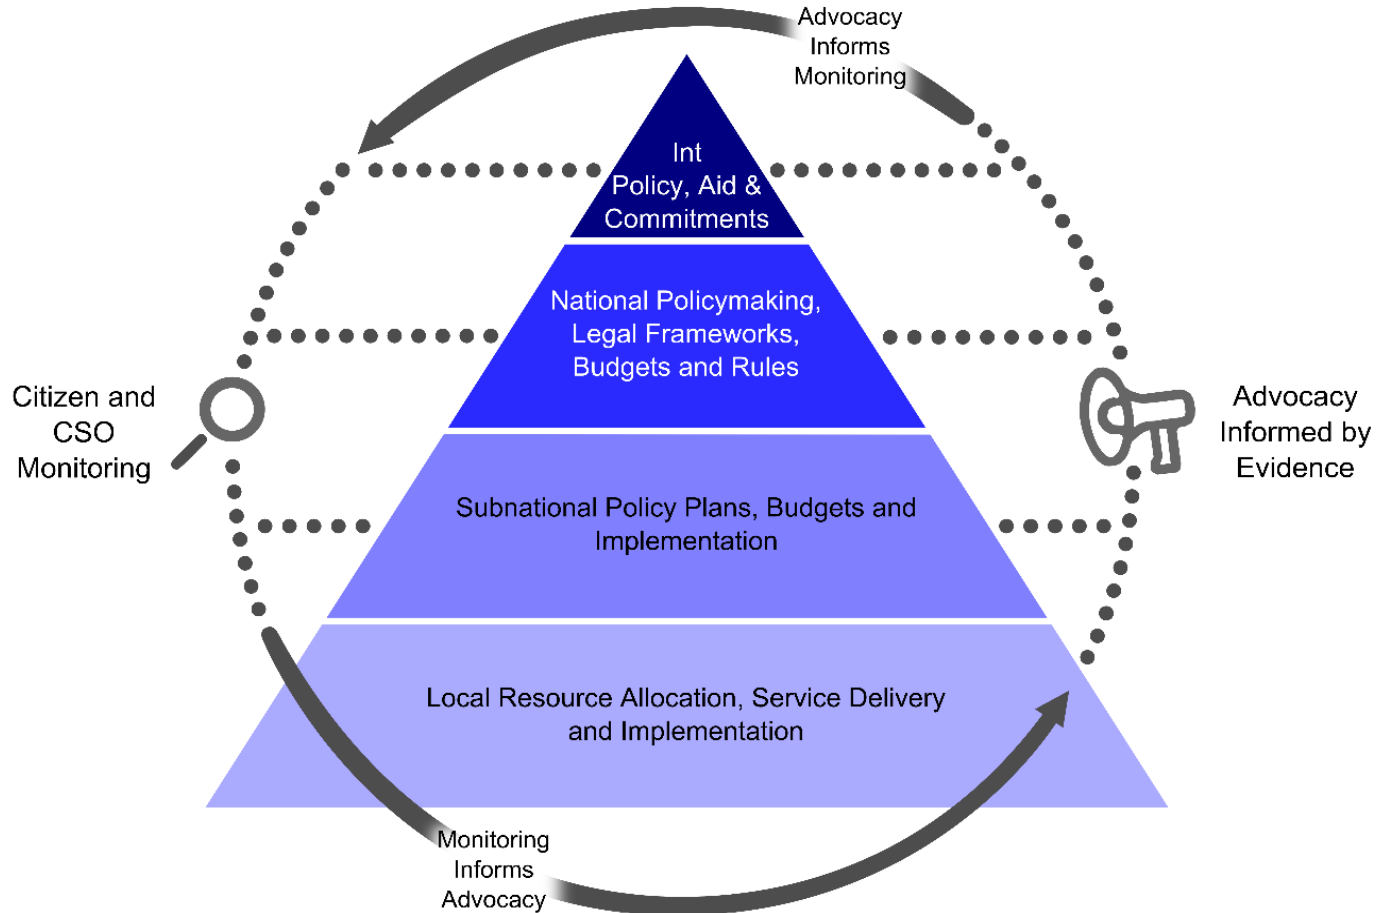 Advocacy
Informs
Monitoring
Int
Policy, Aid &
Commitments
National Policymaking,
Legal Frameworks,
Budgets and Rules
Citizen and
CSO
Monitoring
Advocacy
Informed by
Evidence
Subnational Policy Plans, Budgets and
Implementation
Local Resource Allocation, Service Delivery
and Implementation
Monitoring
Informs
Advocacy